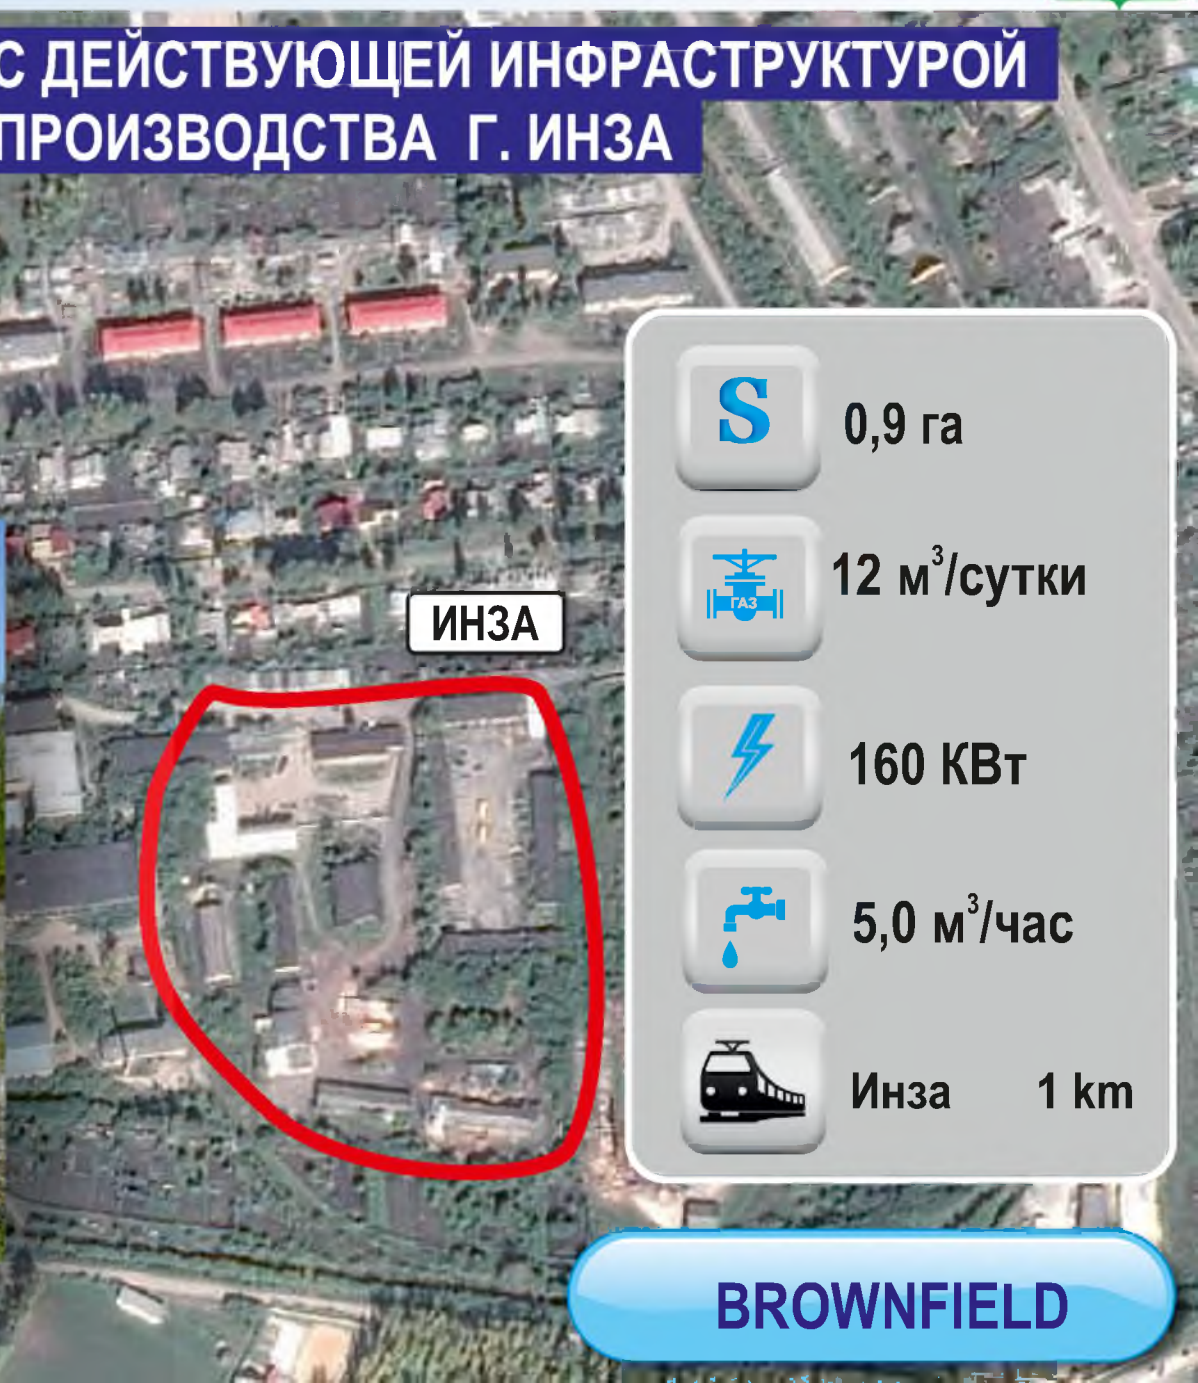 С ДЕЙСТВУЮЩЕЙ ИНФРАСТРУКТУРОЙ
ПРОИЗВОДСТВА Г. ИНЗА
S
0,9 га
ГАЗ
12 м³/сутки
ИНЗА
160 КВт
5,0 м³/час
Инза 1 km
BROWNFIELD